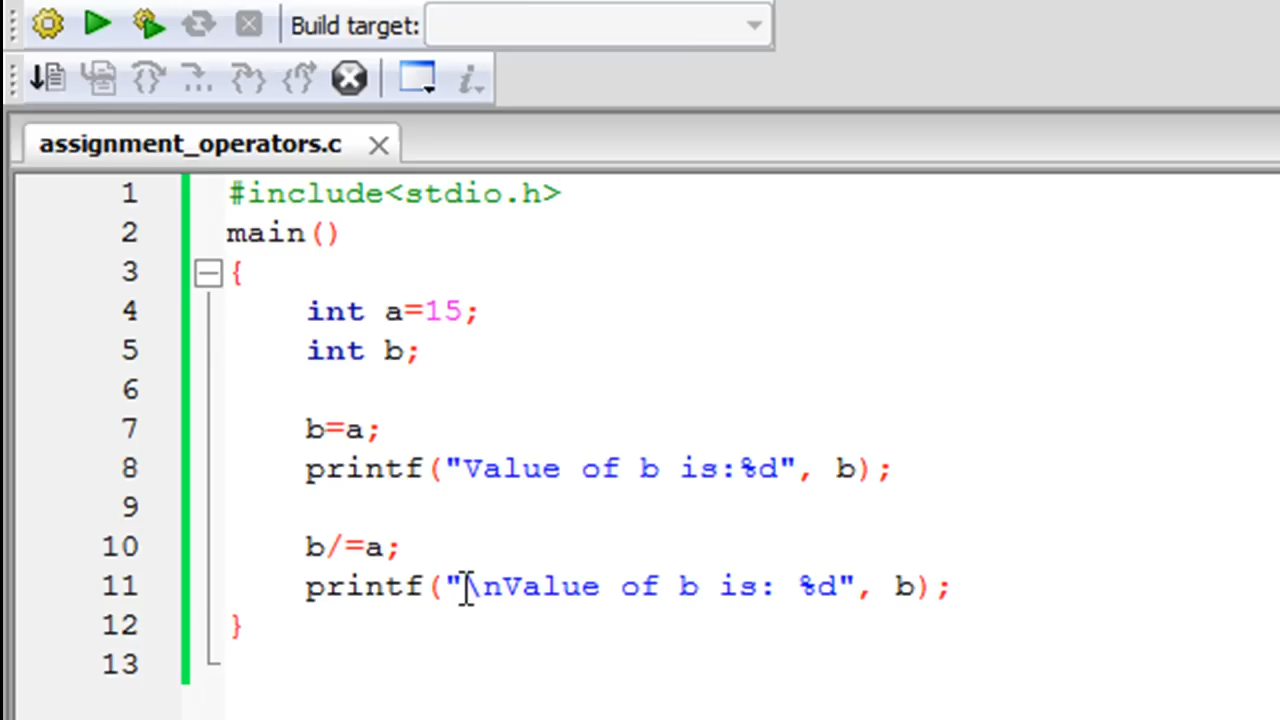 Build target:
assignment_operators.c
1 #include<stdio.h>
2 main()
3 {
4 int a=15;
5 int b;
6
7 b=a;
8 printf("Value of b is:%d", b);
9
10 b/=a;
11 printf("\nValue of b is: %d", b);
12 }
13